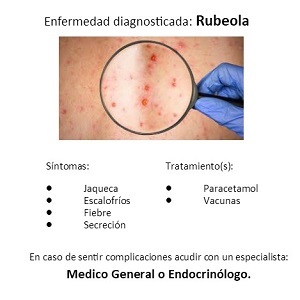 Enfermedad diagnosticada: Rubeola
Síntomas:
• Jaqueca
• Escalofríos
• Fiebre
• Secreción
Tratamiento(s):
• Paracetamol
• Vacunas
En caso de sentir complicaciones acudir con un especialista:
Medico General o Endocrinólogo.